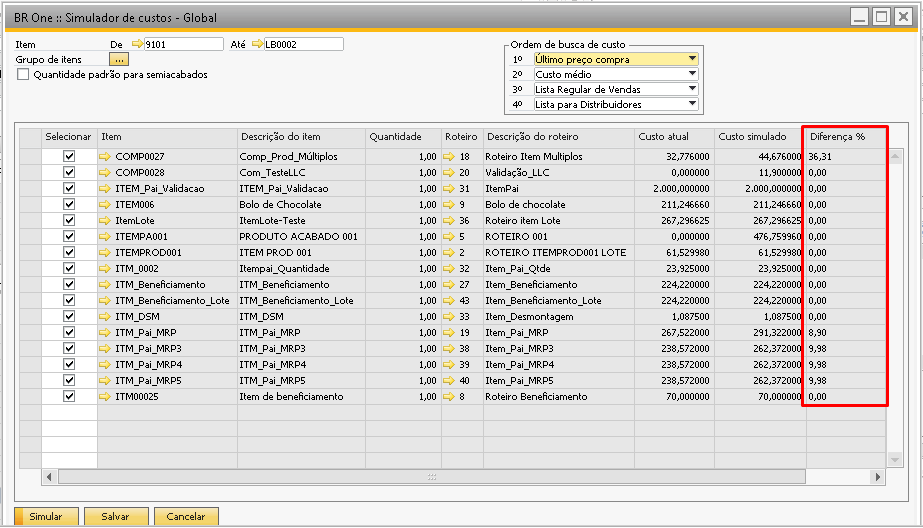 BR One :: Simulador de custos - Global
Item De 9101 Até LB0002
Grupo de itens ...
Quantidade padrão para semiacabados
Ordem de busca de custo
1º Último preço compra
2º Custo médio
3º Lista Regular de Vendas
4º Lista para Distribuidores
Selecionar Item Descrição do item Quantidade Roteiro Descrição do roteiro Custo atual Custo simulado Diferença %
COMP0027 Comp_Prod_Múltiplos 1,00 18 Roteiro Item Multiplos 32,776000 44,676000 36,31
COMP0028 Com_TesteLLC 1,00 20 Validação_LLC 0,000000 11,900000 0,00
ITEM_Pai_Validacao ITEM_Pai_Validacao 1,00 31 ItemPai 2.000,000000 2.000,000000 0,00
ITEM006 Bolo de Chocolate 1,00 9 Bolo de chocolate 211,246660 211,246660 0,00
ItemLote ItemLote-Teste 1,00 36 Roteiro item Lote 267,296625 267,296625 0,00
ITEMPA001 PRODUTO ACABADO 001 1,00 5 ROTEIRO 001 0,000000 476,759960 0,00
ITEMPROD001 ITEM PROD 001 1,00 2 ROTEIRO ITEMPROD001 LOTE 61,529980 61,529980 0,00
ITM_0002 Itempai_Quantidade 1,00 32 Item_Pai_Qtde 23,925000 23,925000 0,00
ITM_Beneficiamento ITM_Beneficiamento 1,00 27 Item_Beneficiamento 224,220000 224,220000 0,00
ITM_Beneficiamento_Lote ITM_Beneficiamento_Lote 1,00 43 Item_Beneficiamento_Lote 224,220000 224,220000 0,00
ITM_DSM ITM_DSM 1,00 33 Item_Desmontagem 1,087500 1,087500 0,00
ITM_Pai_MRP ITM_Pai_MRP 1,00 19 Item_Pai_MRP 267,522000 291,322000 8,90
ITM_Pai_MRP3 ITM_Pai_MRP3 1,00 38 Item_Pai_MRP3 238,572000 262,372000 9,98
ITM_Pai_MRP4 ITM_Pai_MRP4 1,00 39 Item_Pai_MRP4 238,572000 262,372000 9,98
ITM_Pai_MRP5 ITM_Pai_MRP5 1,00 40 Item_Pai_MRP5 238,572000 262,372000 9,98
ITM00025 Item de beneficiamento 1,00 8 Roteiro Beneficiamento 70,000000 70,000000 0,00
Simular Salvar Cancelar